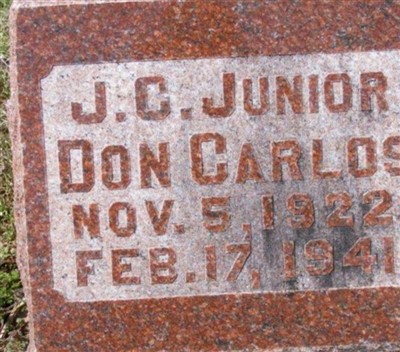 J.C. JUNIOR
DON CARLOS
NOV. 5, 1922
FEB. 17, 1941